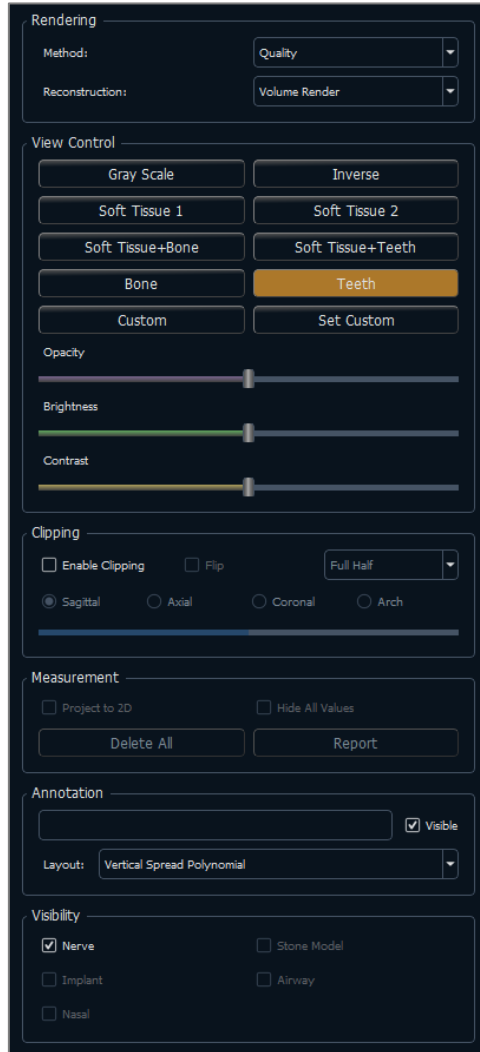 Rendering
Method: Quality
Reconstruction: Volume Render
View Control
Gray Scale Inverse
Soft Tissue 1 Soft Tissue 2
Soft Tissue+Bone Soft Tissue+Teeth
Bone Teeth
Custom Set Custom
Opacity
Brightness
Contrast
Clipping
Enable Clipping Flip Full Half
Sagittal Axial Coronal Arch
Measurement
Project to 2D Hide All Values
Delete All Report
Annotation
Visible
Layout: Vertical Spread Polynomial
Visibility
Nerve Stone Model
Implant Airway
Nasal